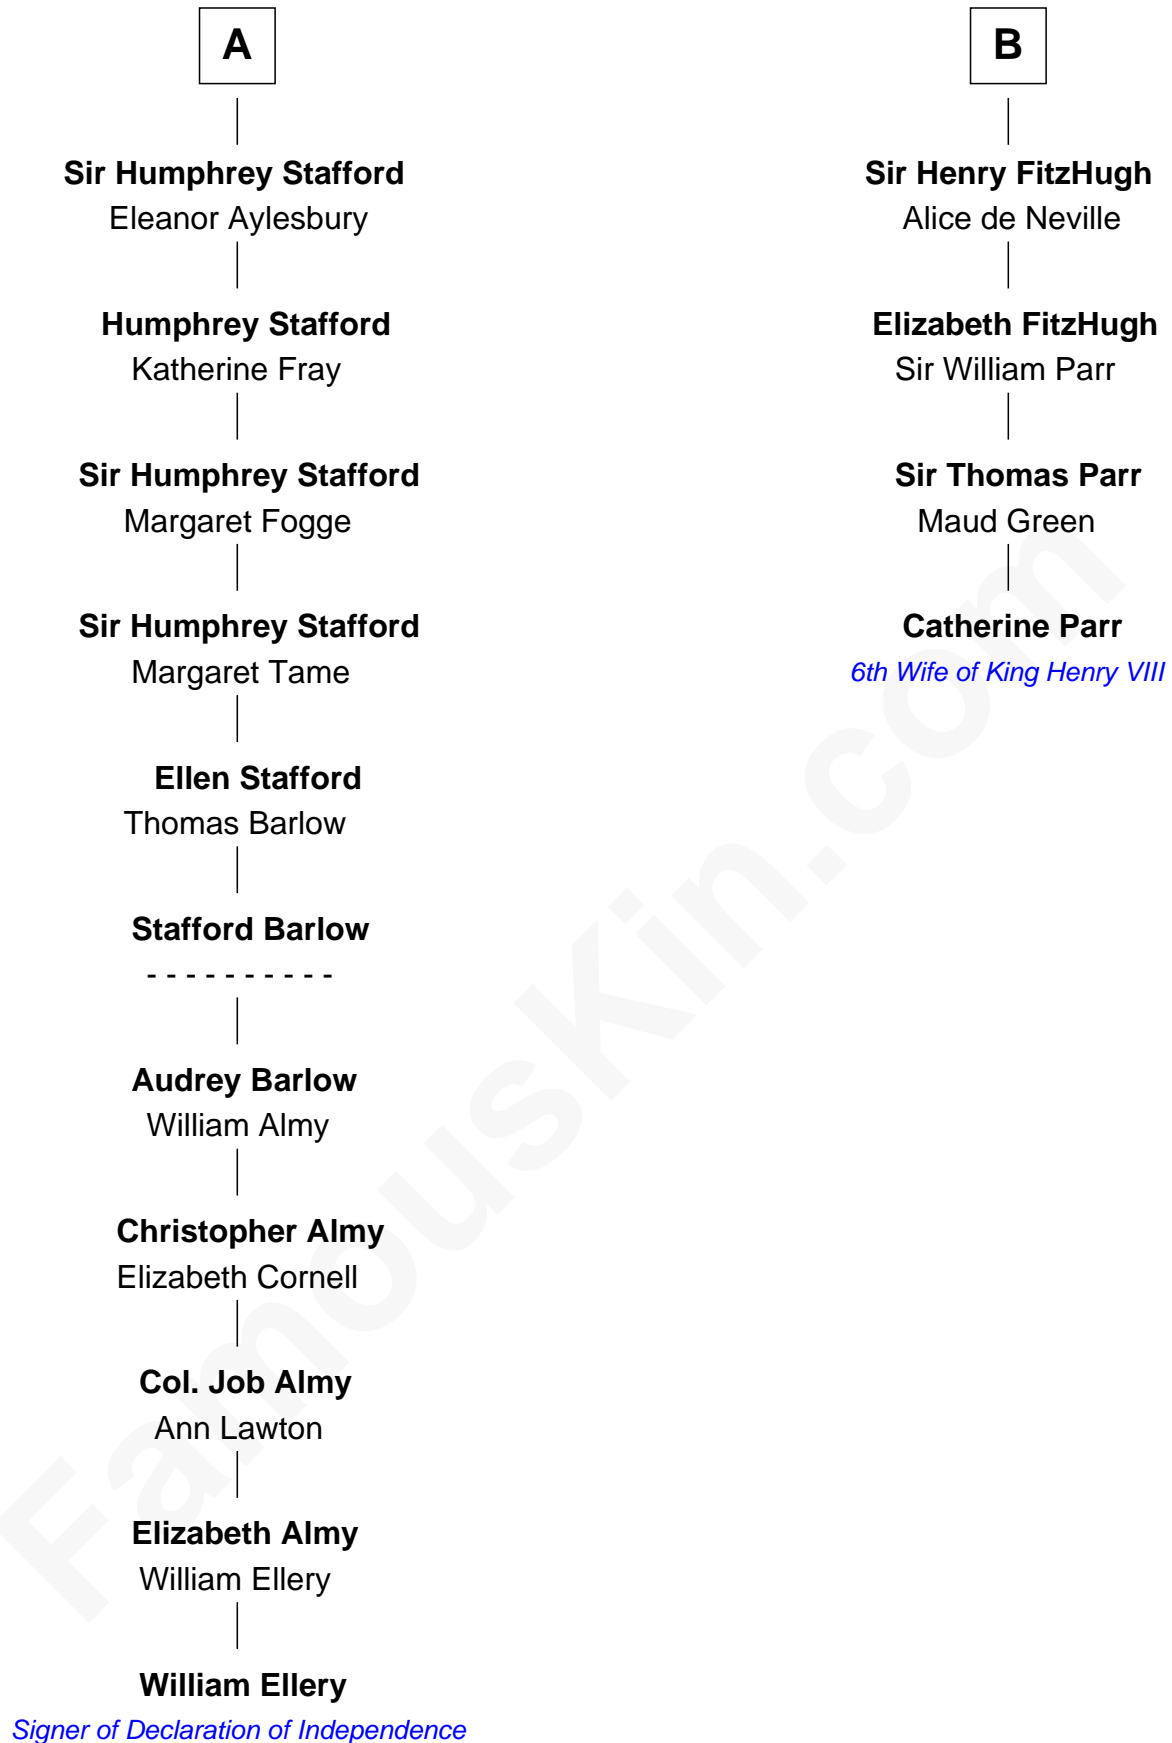 A
Sir Humphrey Stafford
Eleanor Aylesbury
Humphrey Stafford
Katherine Fray
Sir Humphrey Stafford
Margaret Fogge
Sir Humphrey Stafford
Margaret Tame
Ellen Stafford
Thomas Barlow
Stafford Barlow
- - - - - - - - - -
Audrey Barlow
William Almy
Christopher Almy
Elizabeth Cornell
Col. Job Almy
Ann Lawton
Elizabeth Almy
William Ellery
William Ellery
Signer of Declaration of Independence
B
Sir Henry FitzHugh
Alice de Neville
Elizabeth FitzHugh
Sir William Parr
Sir Thomas Parr
Maud Green
Catherine Parr
6th Wife of King Henry VIII
FamousKin.com